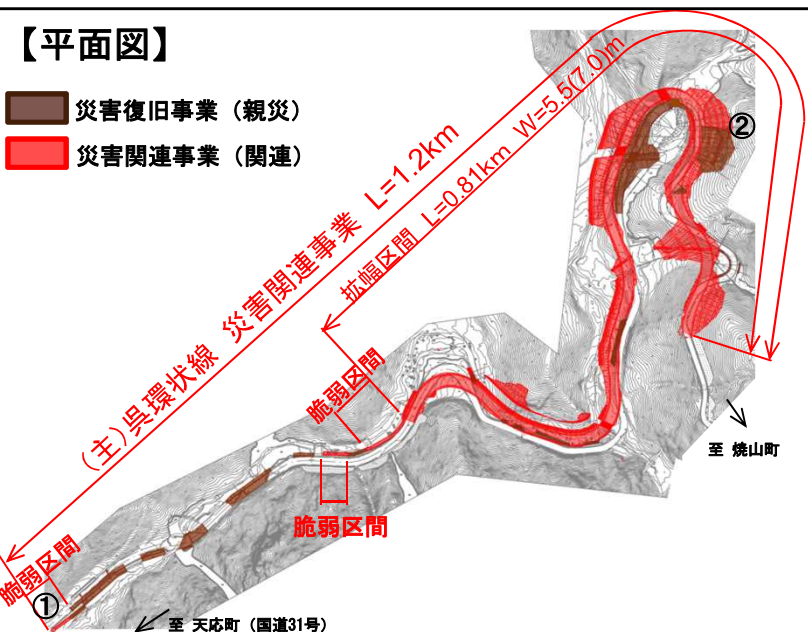 【平面図】
災害復旧事業（親災）
災害関連事業（関連）
(主)呉環状線 災害関連事業 L=1.2km
拡幅区間 L=0.81km W=5.5(7.0)m
②
脆弱区間
脆弱区間
脆弱区間
①
至 焼山町
至 天応町（国道31号）